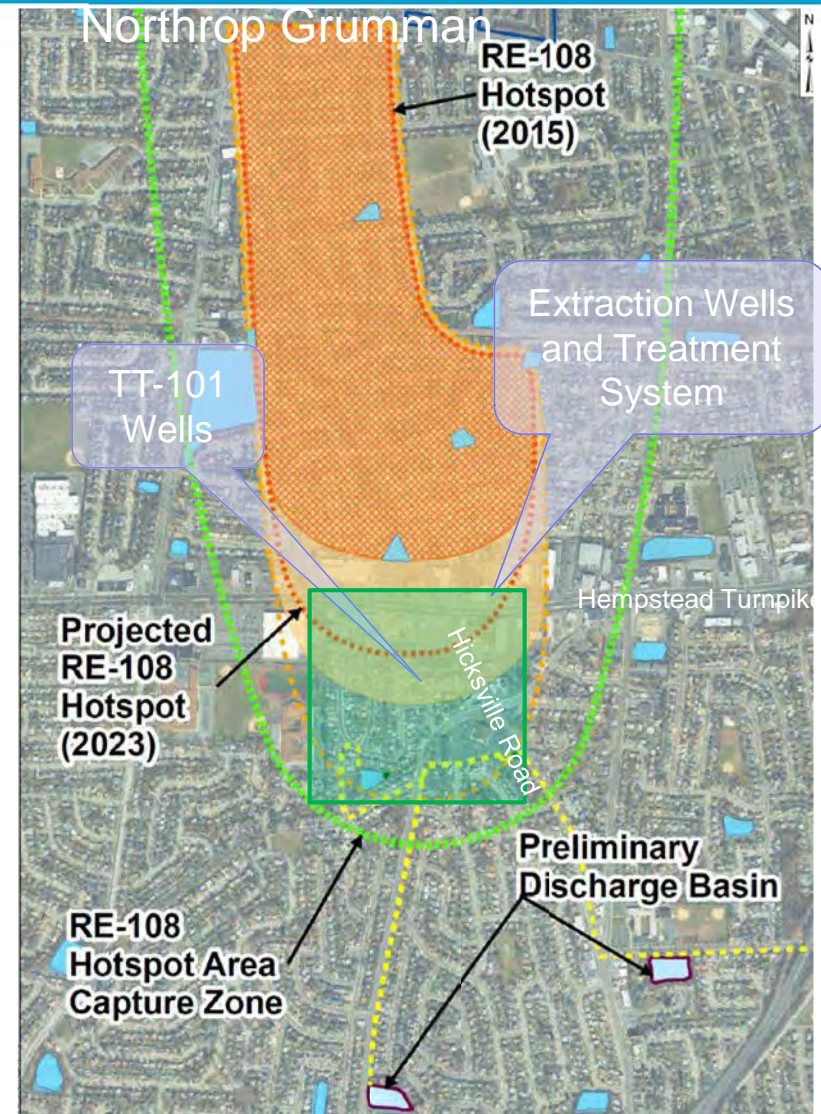 Northrop Grumman
N
RE-108
Hotspot
(2015)
Extraction Wells
and Treatment
System
TT-101
Wells
Hempstead Turnpike
Projected
RE-108
Hotspot
(2023)
Hicksville Road
Preliminary
Discharge Basin
RE-108
Hotspot Area
Capture Zone